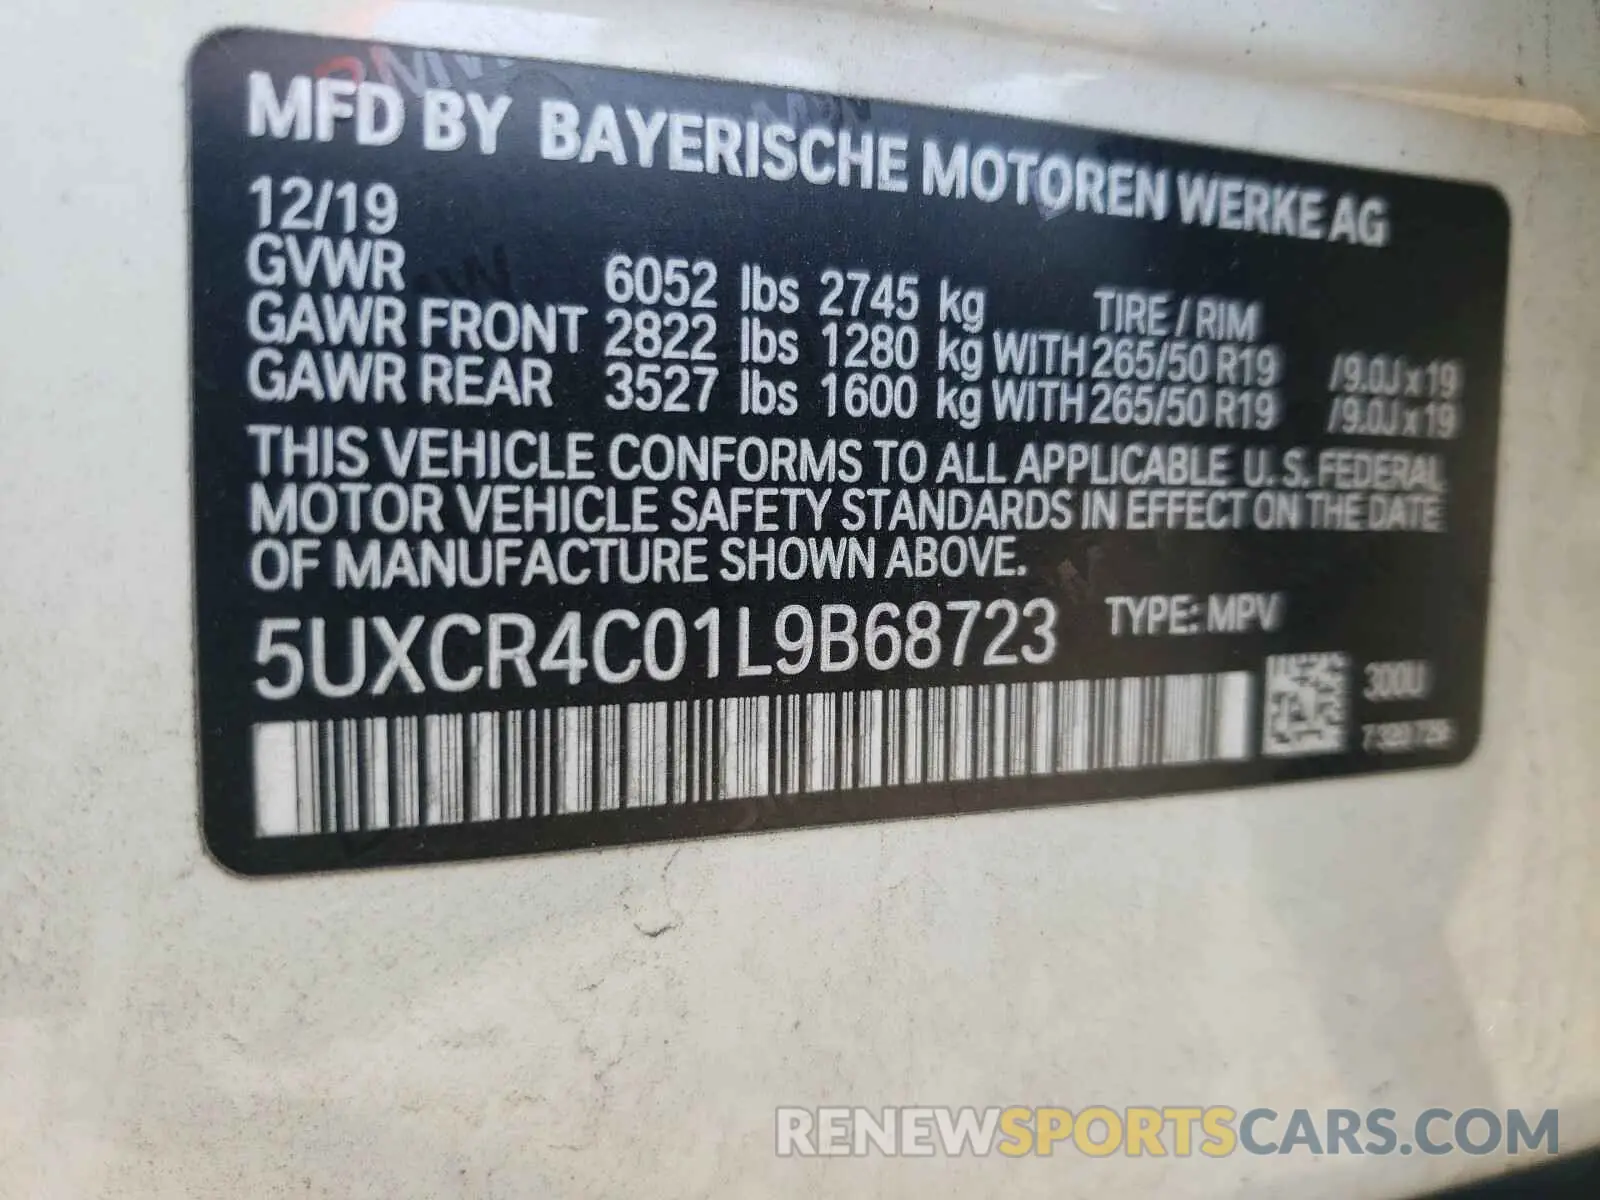 MFD BY BAYERISCHE MOTOREN WERKE AG
12/19
GVWR 6052 lbs 2745 kg TIRE / RIM
GAWR FRONT 2822 lbs 1280 kg WITH 265/50 R19 /9.0J x 19
GAWR REAR 3527 lbs 1600 kg WITH 265/50 R19 /9.0J x 19
THIS VEHICLE CONFORMS TO ALL APPLICABLE U. S. FEDERAL
MOTOR VEHICLE SAFETY STANDARDS IN EFFECT ON THE DATE
OF MANUFACTURE SHOWN ABOVE.
5UXCR4C01L9B68723 TYPE: MPV
300U
RENEWSPORTSCARS.COM